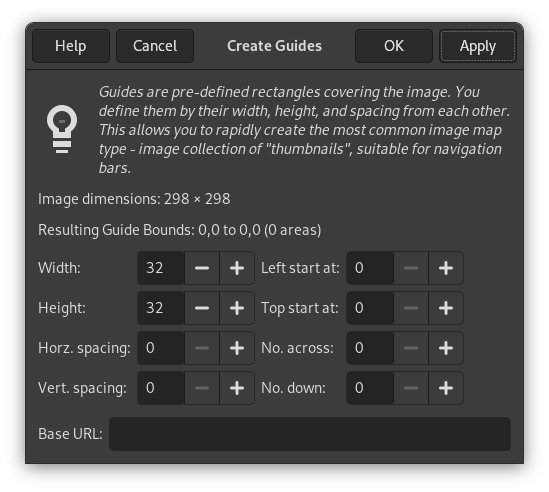 Help Cancel Create Guides OK Apply
Guides are pre-defined rectangles covering the image. You
define them by their width, height, and spacing from each other.
This allows you to rapidly create the most common image map
type - image collection of "thumbnails", suitable for navigation
bars.
Image dimensions: 298 × 298
Resulting Guide Bounds: 0,0 to 0,0 (0 areas)
Width: 32 − + Left start at: 0 − +
Height: 32 − + Top start at: 0 − +
Horz. spacing: 0 − + No. across: 0 − +
Vert. spacing: 0 − + No. down: 0 − +
Base URL: